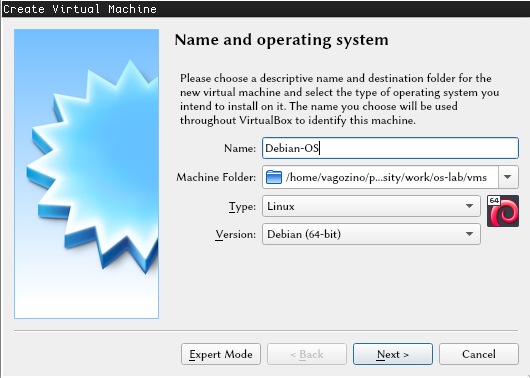 Create Virtual Machine
Name and operating system
Please choose a descriptive name and destination folder for the
new virtual machine and select the type of operating system you
intend to install on it. The name you choose will be used
throughout VirtualBox to identify this machine.
Name: Debian-OS
Machine Folder: /home/vagozino/p...sity/work/os-lab/vms
Type: Linux
64
Version: Debian (64-bit)
Expert Mode < Back Next > Cancel